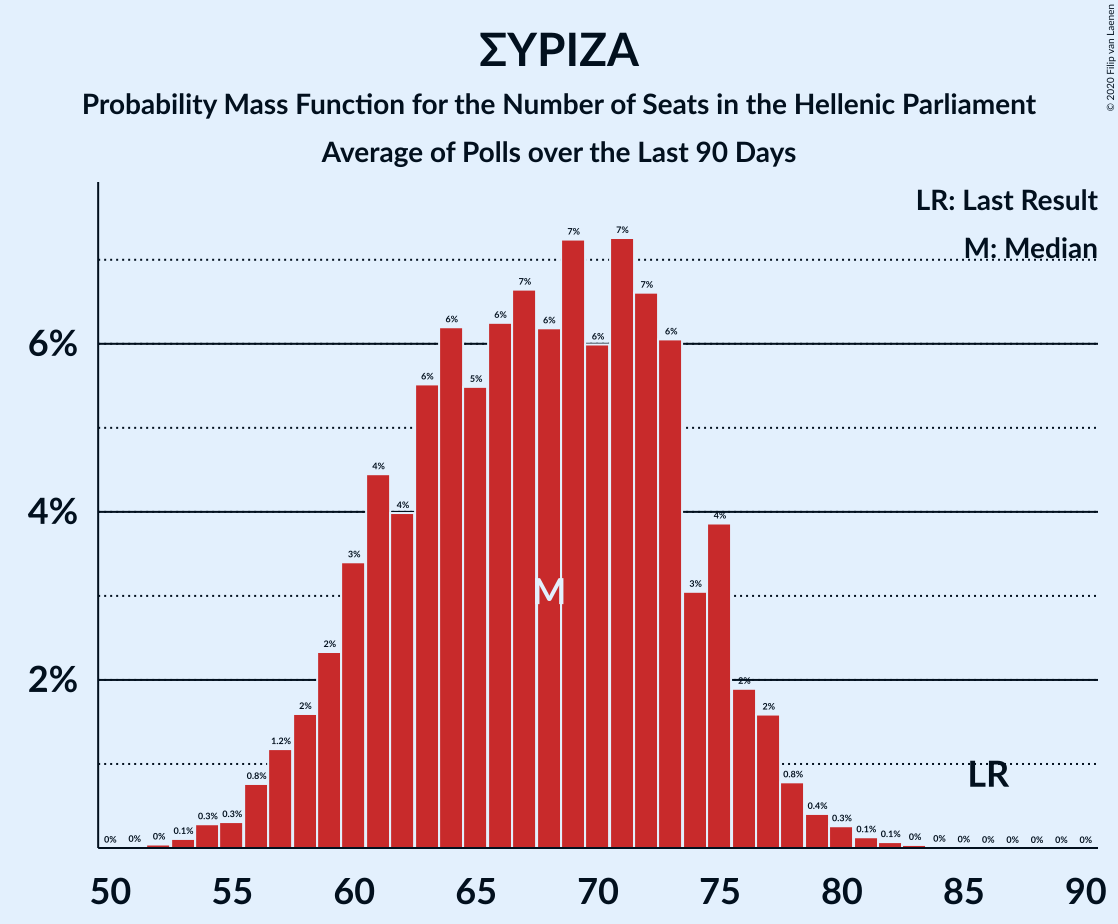 ΣΥΡΙΖΑ
Probability Mass Function for the Number of Seats in the Hellenic Parliament
Average of Polls over the Last 90 Days
© 2020 Filip van Laenen
LR: Last Result
M: Median
6%
4%
2%
0% 0% 0% 0.1% 0.3% 0.3% 0.8% 1.2% 2% 2% 3% 4% 4% 6% 6% 5% 6% 7% 6% 7% 6% 7% 7% 6% 3% 4% 2% 2% 0.8% 0.4% 0.3% 0.1% 0.1% 0% 0% 0% 0% 0% 0% 0% 0%
M
LR
50 55 60 65 70 75 80 85 90